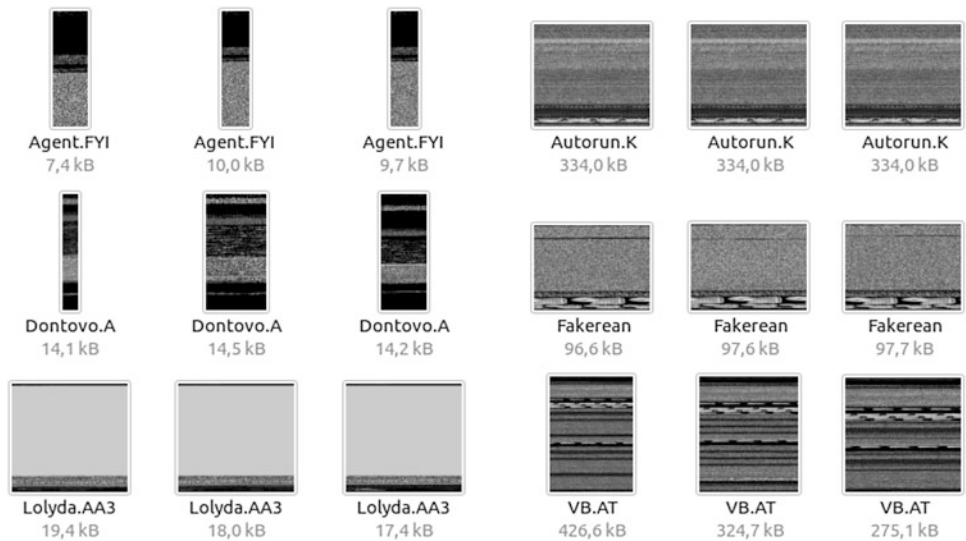 Agent.FYI Agent.FYI Agent.FYI Autorun.K Autorun.K Autorun.K
7,4 kB 10,0 kB 9,7 kB 334,0 kB 334,0 kB 334,0 kB
Dontovo.A Dontovo.A Dontovo.A Fakerean Fakerean Fakerean
14,1 kB 14,5 kB 14,2 kB 96,6 kB 97,6 kB 97,7 kB
Lolyda.AA3 Lolyda.AA3 Lolyda.AA3 VB.AT VB.AT VB.AT
19,4 kB 18,0 kB 17,4 kB 426,6 kB 324,7 kB 275,1 kB